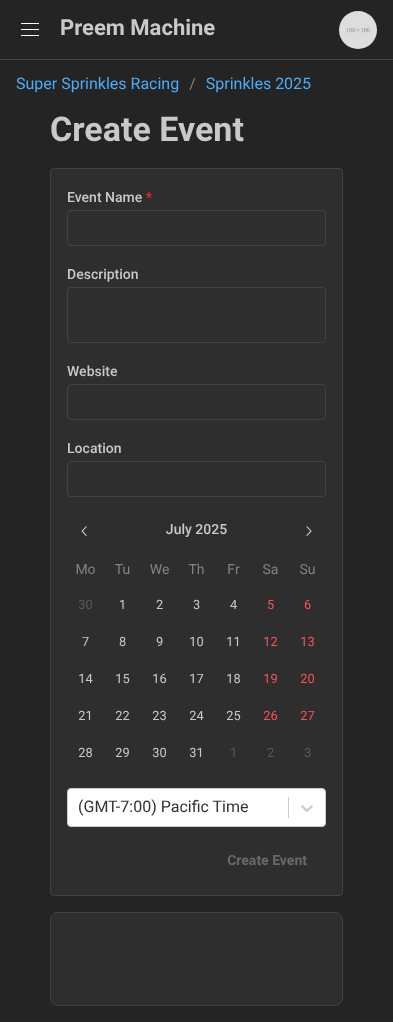 Preem Machine
100 × 100
Super Sprinkles Racing / Sprinkles 2025
Create Event
Event Name *
Description
Website
Location
July 2025
Mo Tu We Th Fr Sa Su
30 1 2 3 4 5 6
7 8 9 10 11 12 13
14 15 16 17 18 19 20
21 22 23 24 25 26 27
28 29 30 31 1 2 3
(GMT-7:00) Pacific Time
Create Event